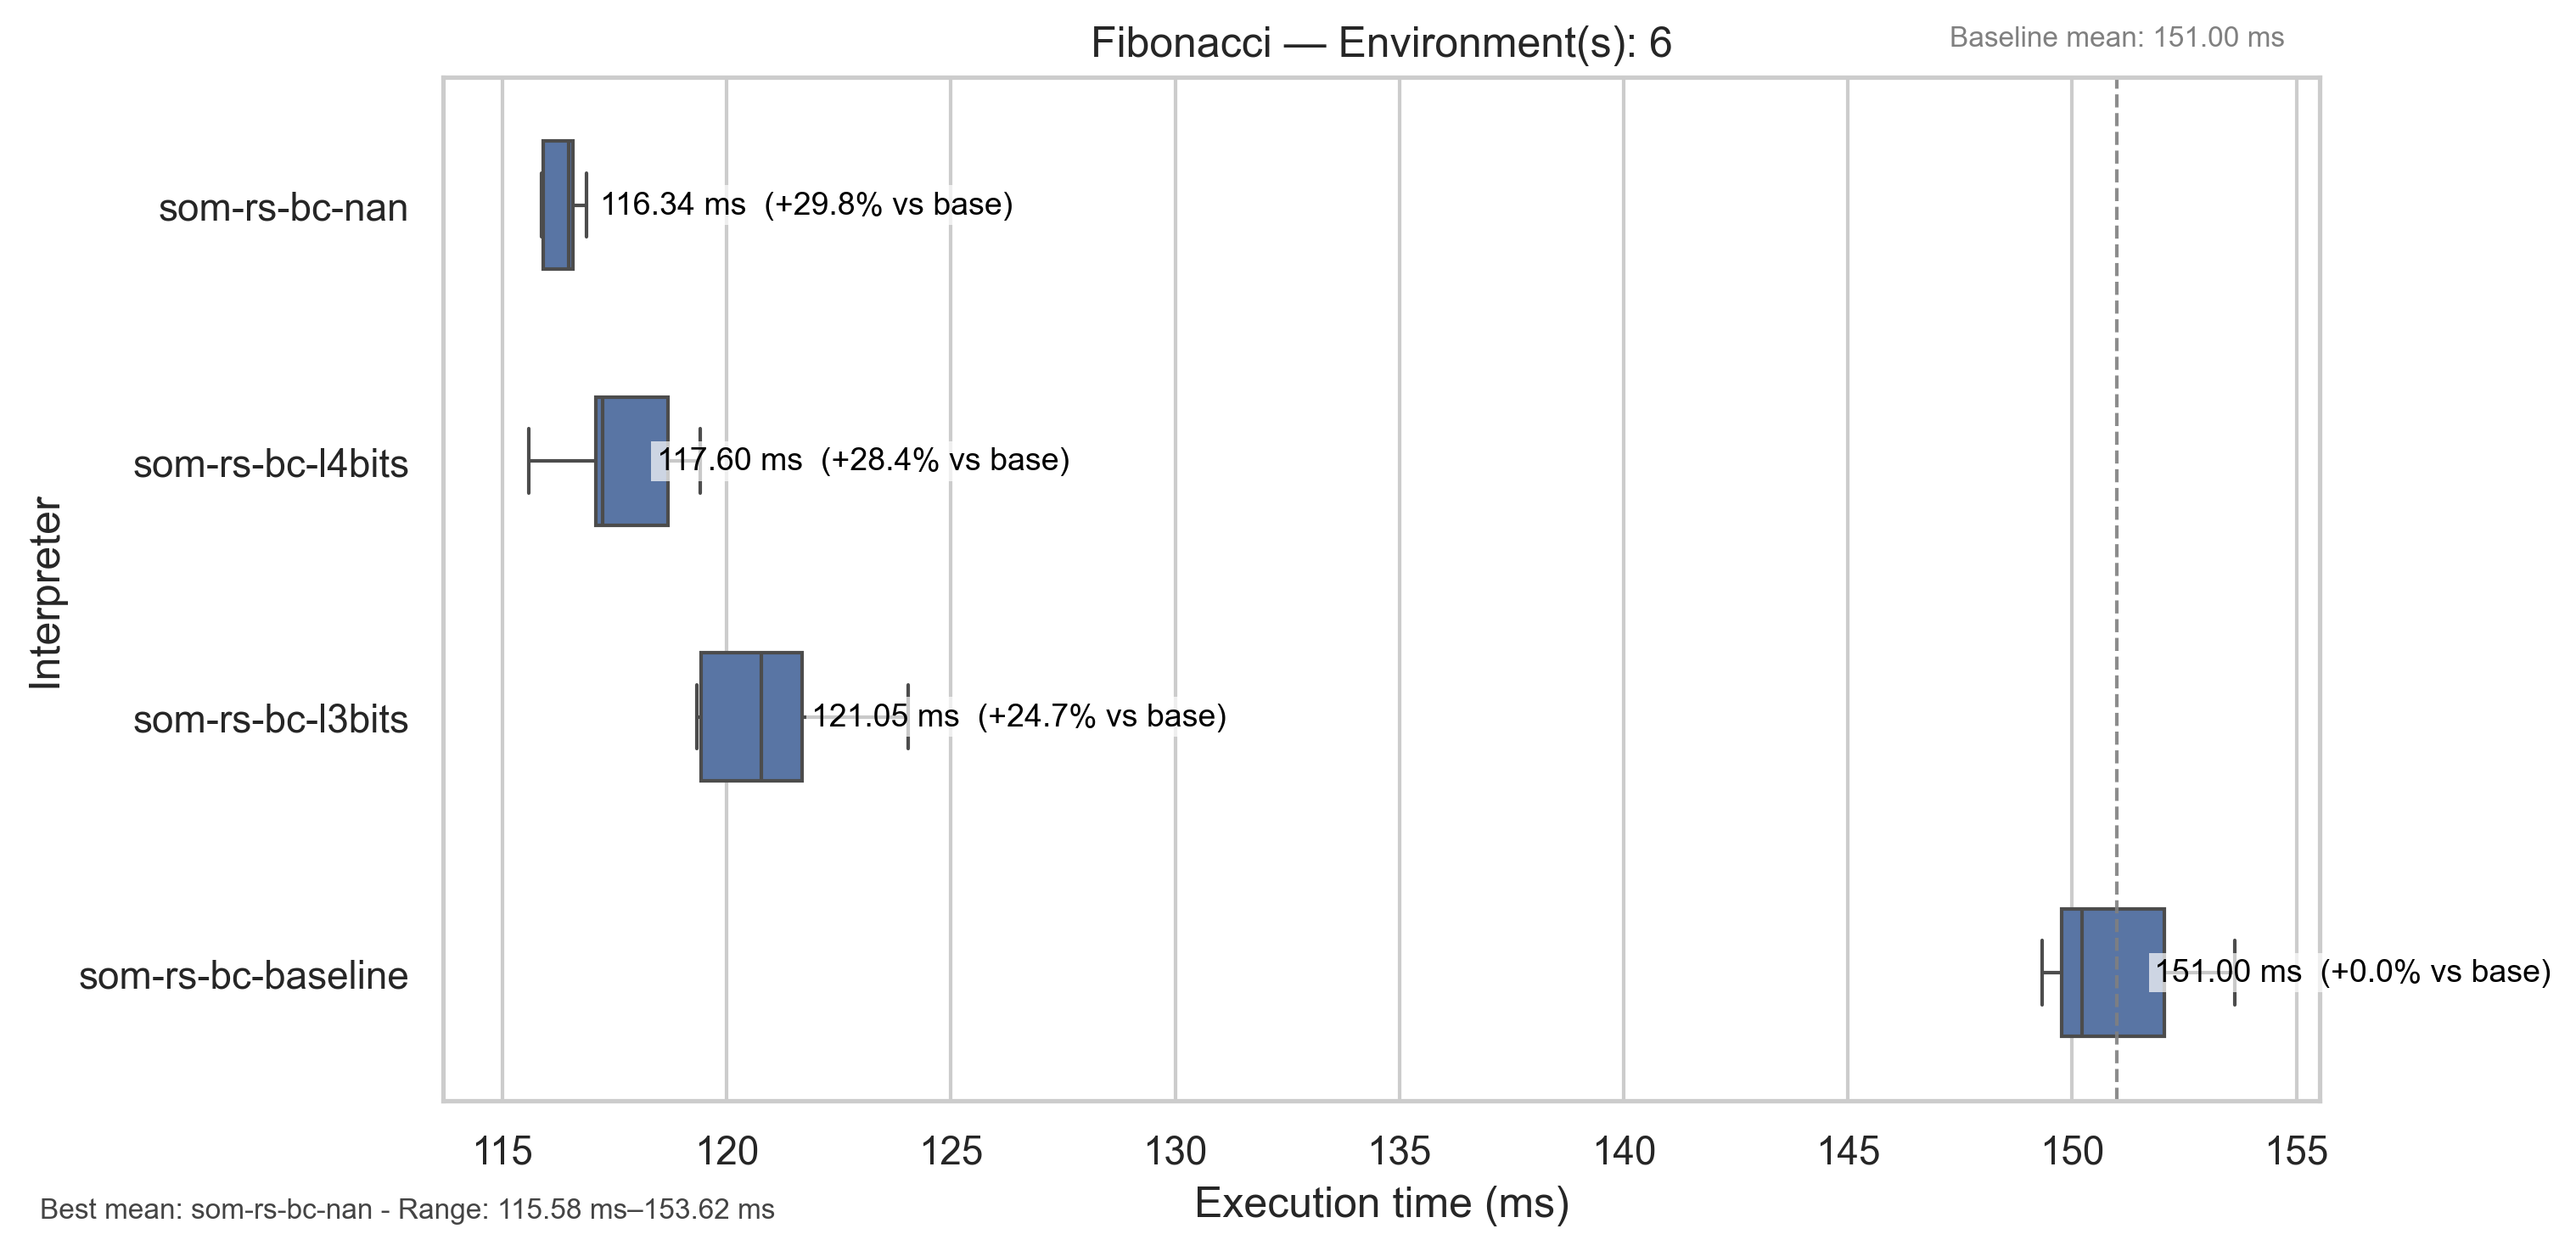 Fibonacci — Environment(s): 6
Baseline mean: 151.00 ms
Interpreter
som-rs-bc-nan
116.34 ms (+29.8% vs base)
som-rs-bc-l4bits
117.60 ms (+28.4% vs base)
som-rs-bc-l3bits
121.05 ms (+24.7% vs base)
som-rs-bc-baseline
151.00 ms (+0.0% vs base)
115 120 125 130 135 140 145 150 155
Execution time (ms)
Best mean: som-rs-bc-nan - Range: 115.58 ms–153.62 ms